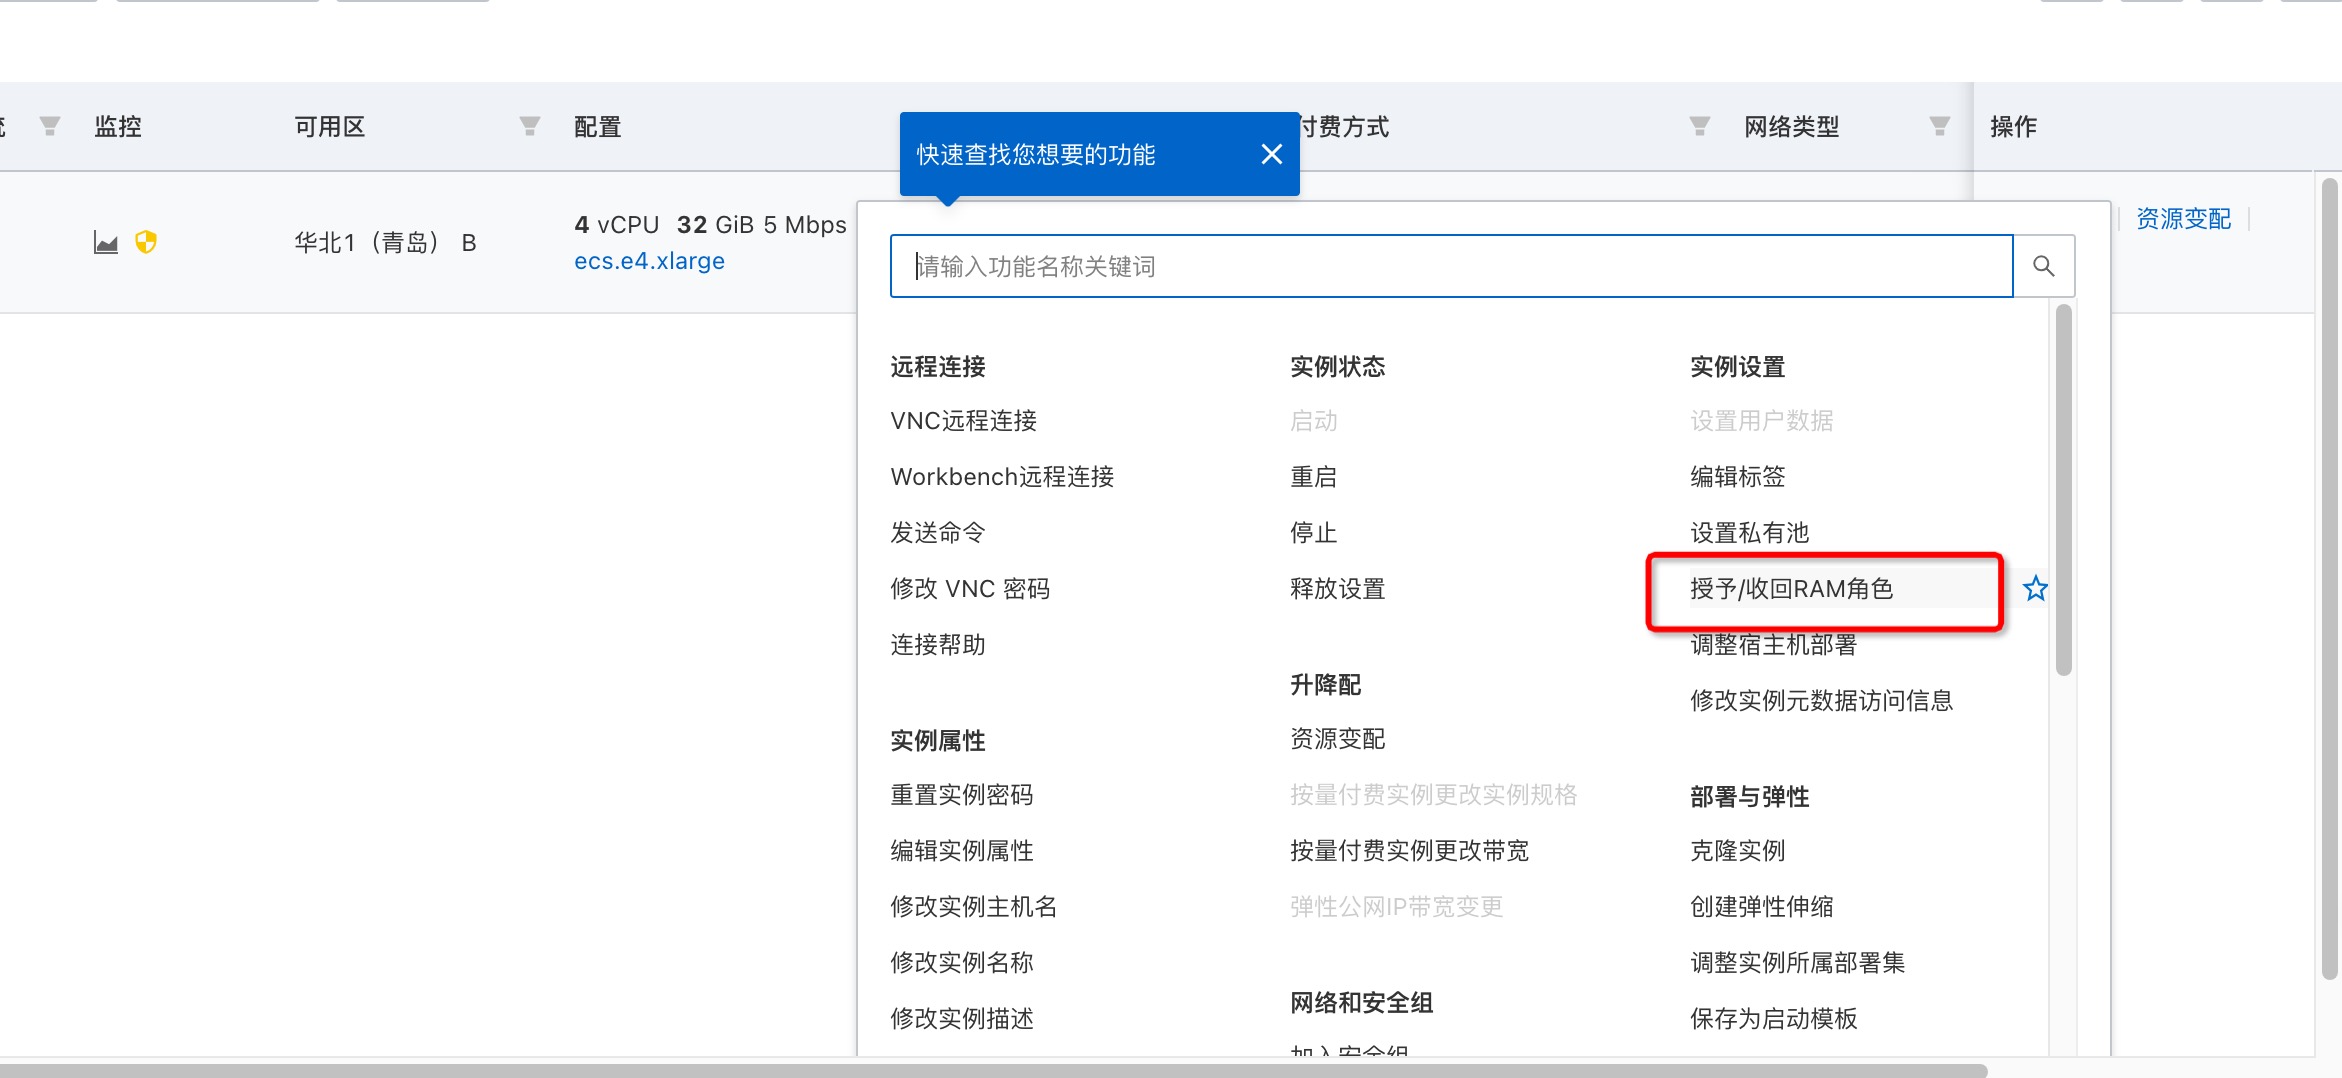 监控
可用区
配置
付费方式
网络类型
操作
快速查找您想要的功能
华北1（青岛） B
4 vCPU 32 GiB 5 Mbps
ecs.e4.xlarge
资源变配
请输入功能名称关键词
远程连接
VNC远程连接
Workbench远程连接
发送命令
修改 VNC 密码
连接帮助
实例属性
重置实例密码
编辑实例属性
修改实例主机名
修改实例名称
修改实例描述
实例状态
启动
重启
停止
释放设置
升降配
资源变配
按量付费实例更改实例规格
按量付费实例更改带宽
弹性公网IP带宽变更
网络和安全组
加入安全组
实例设置
设置用户数据
编辑标签
设置私有池
授予/收回RAM角色
调整宿主机部署
修改实例元数据访问信息
部署与弹性
克隆实例
创建弹性伸缩
调整实例所属部署集
保存为启动模板